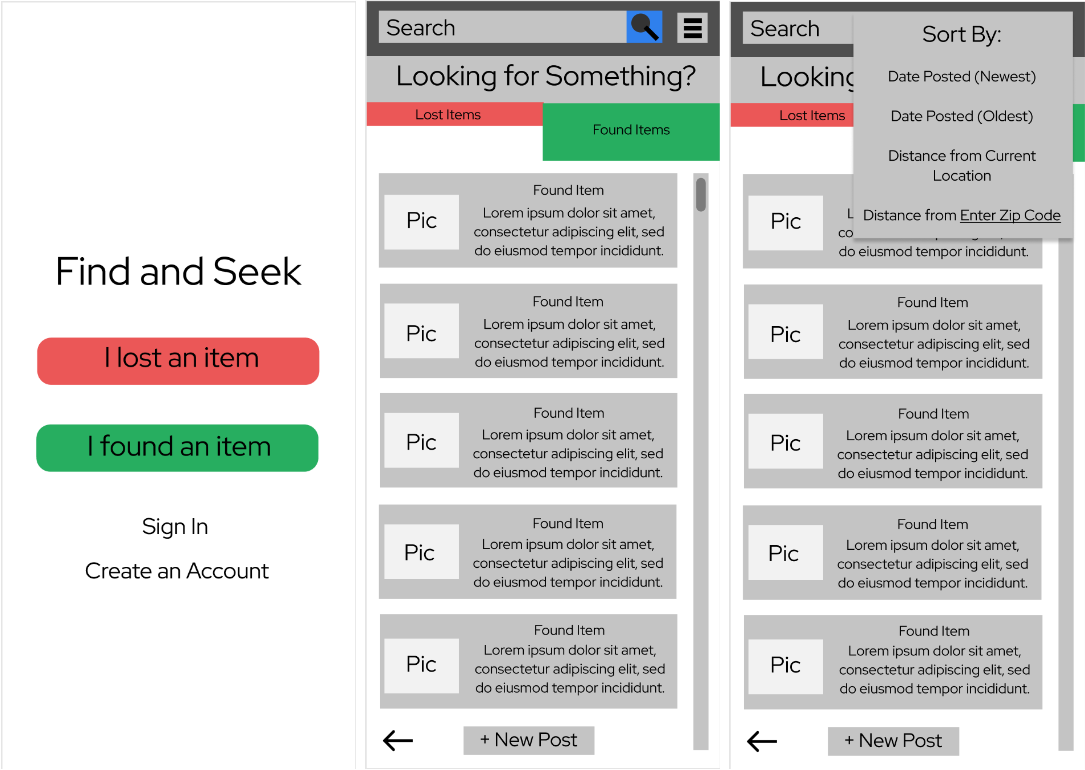 Find and Seek
I lost an item
I found an item
Sign In
Create an Account
Search
Looking for Something?
Lost Items
Found Items
Pic
Found Item
Lorem ipsum dolor sit amet,
consectetur adipiscing elit, sed
do eiusmod tempor incididunt.
Pic
Found Item
Lorem ipsum dolor sit amet,
consectetur adipiscing elit, sed
do eiusmod tempor incididunt.
Pic
Found Item
Lorem ipsum dolor sit amet,
consectetur adipiscing elit, sed
do eiusmod tempor incididunt.
Pic
Found Item
Lorem ipsum dolor sit amet,
consectetur adipiscing elit, sed
do eiusmod tempor incididunt.
Pic
Found Item
Lorem ipsum dolor sit amet,
consectetur adipiscing elit, sed
do eiusmod tempor incididunt.
+ New Post
Search
Lost Items
Sort By:
Date Posted (Newest)
Date Posted (Oldest)
Distance from Current
Location
Distance from Enter Zip Code
Pic
do eiusmod tempor incididunt.
Pic
Found Item
Lorem ipsum dolor sit amet,
consectetur adipiscing elit, sed
do eiusmod tempor incididunt.
Pic
Found Item
Lorem ipsum dolor sit amet,
consectetur adipiscing elit, sed
do eiusmod tempor incididunt.
Pic
Found Item
Lorem ipsum dolor sit amet,
consectetur adipiscing elit, sed
do eiusmod tempor incididunt.
Pic
Found Item
Lorem ipsum dolor sit amet,
consectetur adipiscing elit, sed
do eiusmod tempor incididunt.
+ New Post